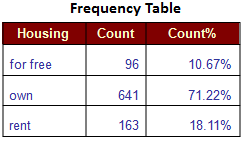 Frequency Table
Housing Count Count%
for free 96 10.67%
own 641 71.22%
rent 163 18.11%